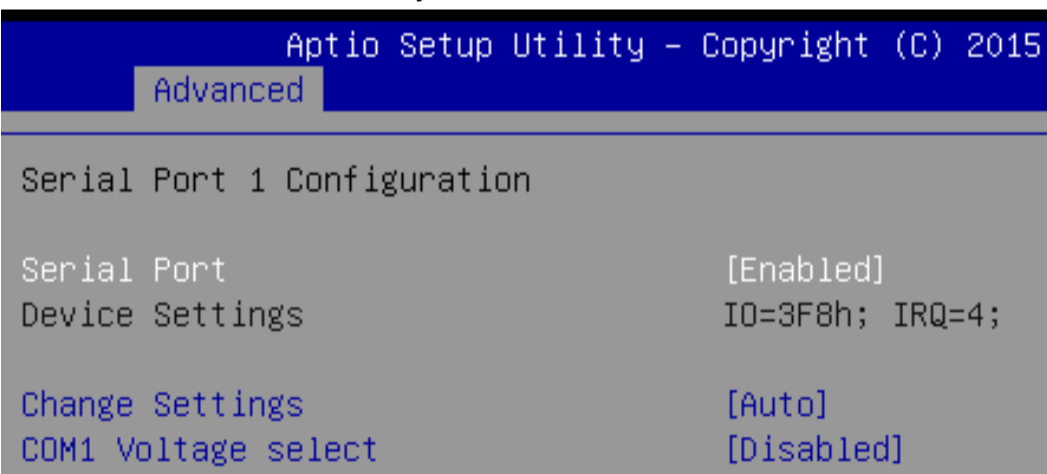 Aptio Setup Utility – Copyright (C) 2015
Advanced
Serial Port 1 Configuration
Serial Port [Enabled]
Device Settings IO=3F8h; IRQ=4;
Change Settings [Auto]
COM1 Voltage select [Disabled]